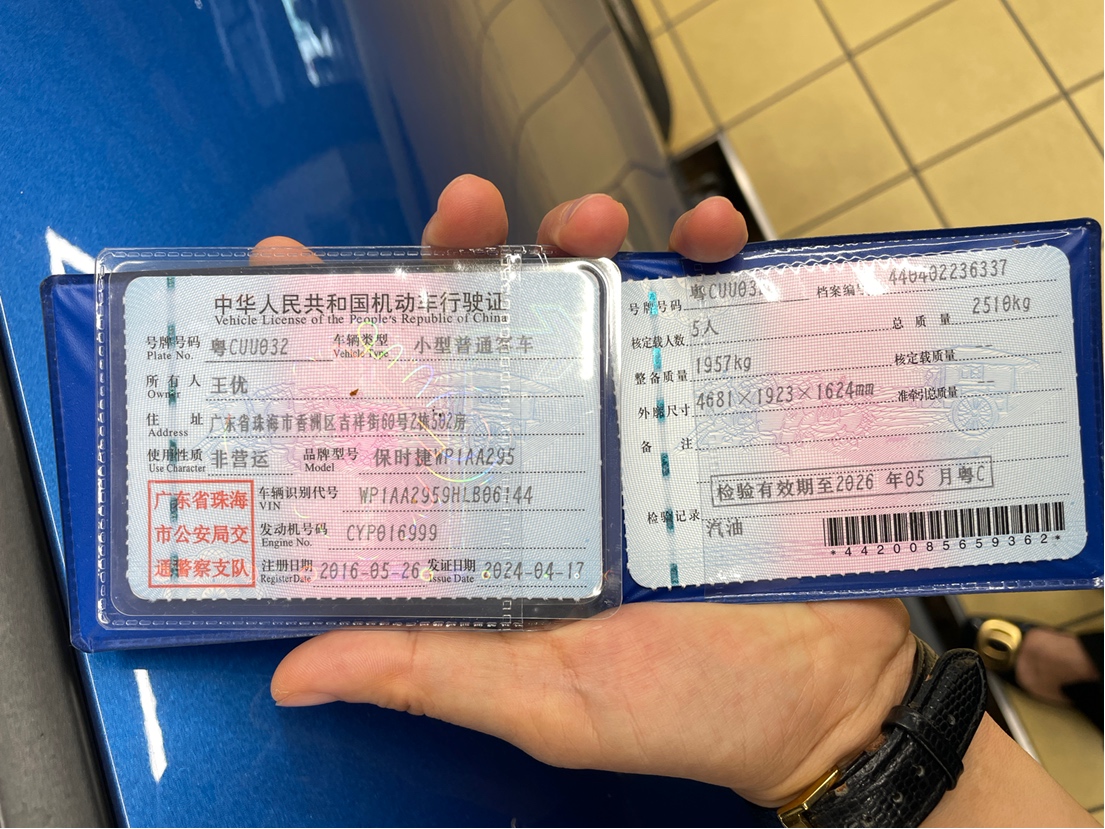 中华人民共和国机动车行驶证
Vehicle License of the People's Republic of China
号牌号码 粤CUU032 车辆类型 小型普通客车
Plate No. Vehicle Type
所有人 王优
Owner
住址 广东省珠海市香洲区吉祥街60号2栋502房
Address
使用性质 非营运 品牌型号 保时捷WP1AA295
Use Character Model
广东省珠海
市公安局交
通警察支队
车辆识别代号 WP1AA2959HLB06144
VIN
发动机号码 CYP016999
Engine No.
注册日期 2016-05-26 发证日期 2024-04-17
Register Date Issue Date
号牌号码 粤CUU032 档案编号 440402236337
核定载人数 5人 总质量 2510kg
整备质量 1957kg 核定载质量 --
外廓尺寸 4681×1923×1624mm 准牵引总质量 --
备注
检验有效期至2026年05月粤C
检验记录
汽油
*4420085659362*